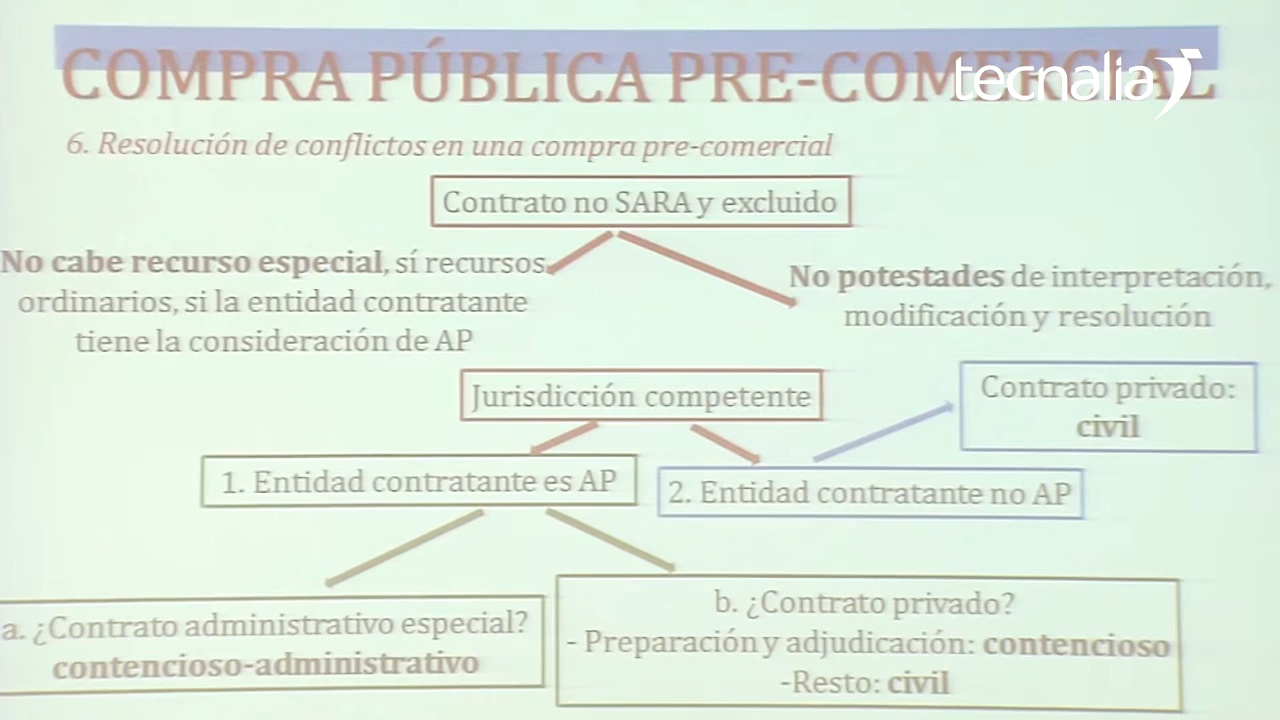 COMPRA PÚBLICA PRE-COMERCIAL
tecnalia
6. Resolución de conflictos en una compra pre-comercial
Contrato no SARA y excluido
No cabe recurso especial, sí recursos
ordinarios, si la entidad contratante
tiene la consideración de AP
No potestades de interpretación,
modificación y resolución
Jurisdicción competente
Contrato privado:
civil
1. Entidad contratante es AP
2. Entidad contratante no AP
a. ¿Contrato administrativo especial?
contencioso-administrativo
b. ¿Contrato privado?
- Preparación y adjudicación: contencioso
-Resto: civil